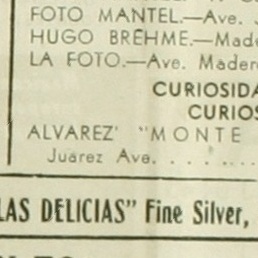 FOTO MANTEL.—Ave.
HUGO BREHME.—Made
LA FOTO.—Ave. Madero
CURIOSIDA
CURIOS
ALVAREZ' "MONTE
Juarez Ave. . . . . . .
LAS DELICIAS" Fine Silver,